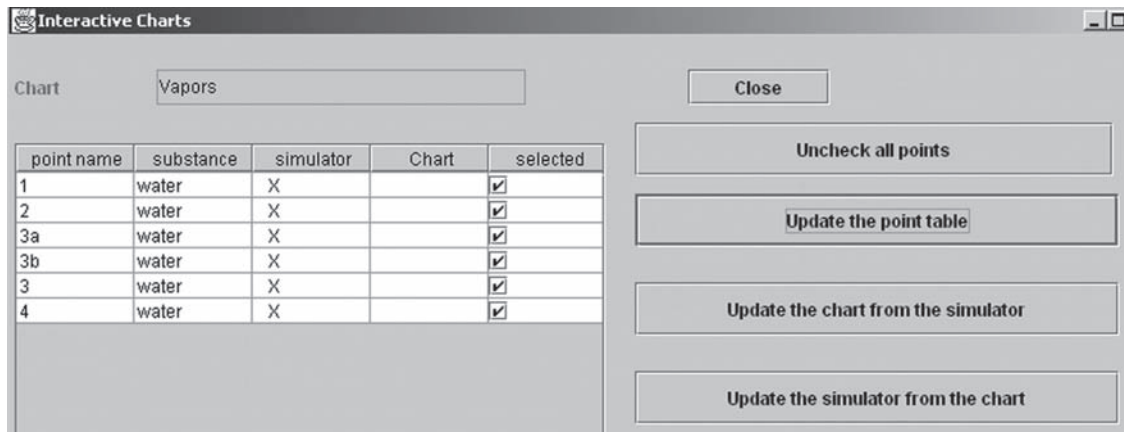 Interactive Charts
Chart Vapors Close
Uncheck all points
point name substance simulator Chart selected
1 water X
2 water X
3a water X
3b water X
3 water X
4 water X
Update the point table
Update the chart from the simulator
Update the simulator from the chart